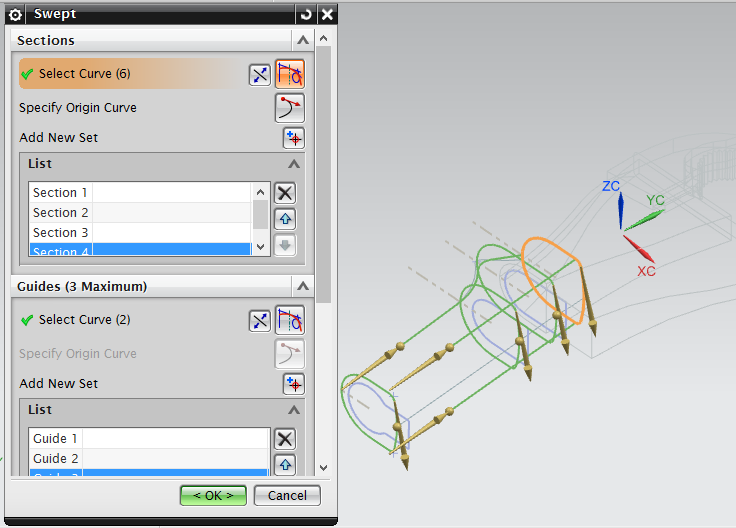 Swept
Sections
Select Curve (6)
Specify Origin Curve
Add New Set
List
Section 1
Section 2
Section 3
Section 4
Guides (3 Maximum)
Select Curve (2)
Specify Origin Curve
Add New Set
List
Guide 1
Guide 2
Guide 3
< OK >
Cancel
ZC
YC
XC